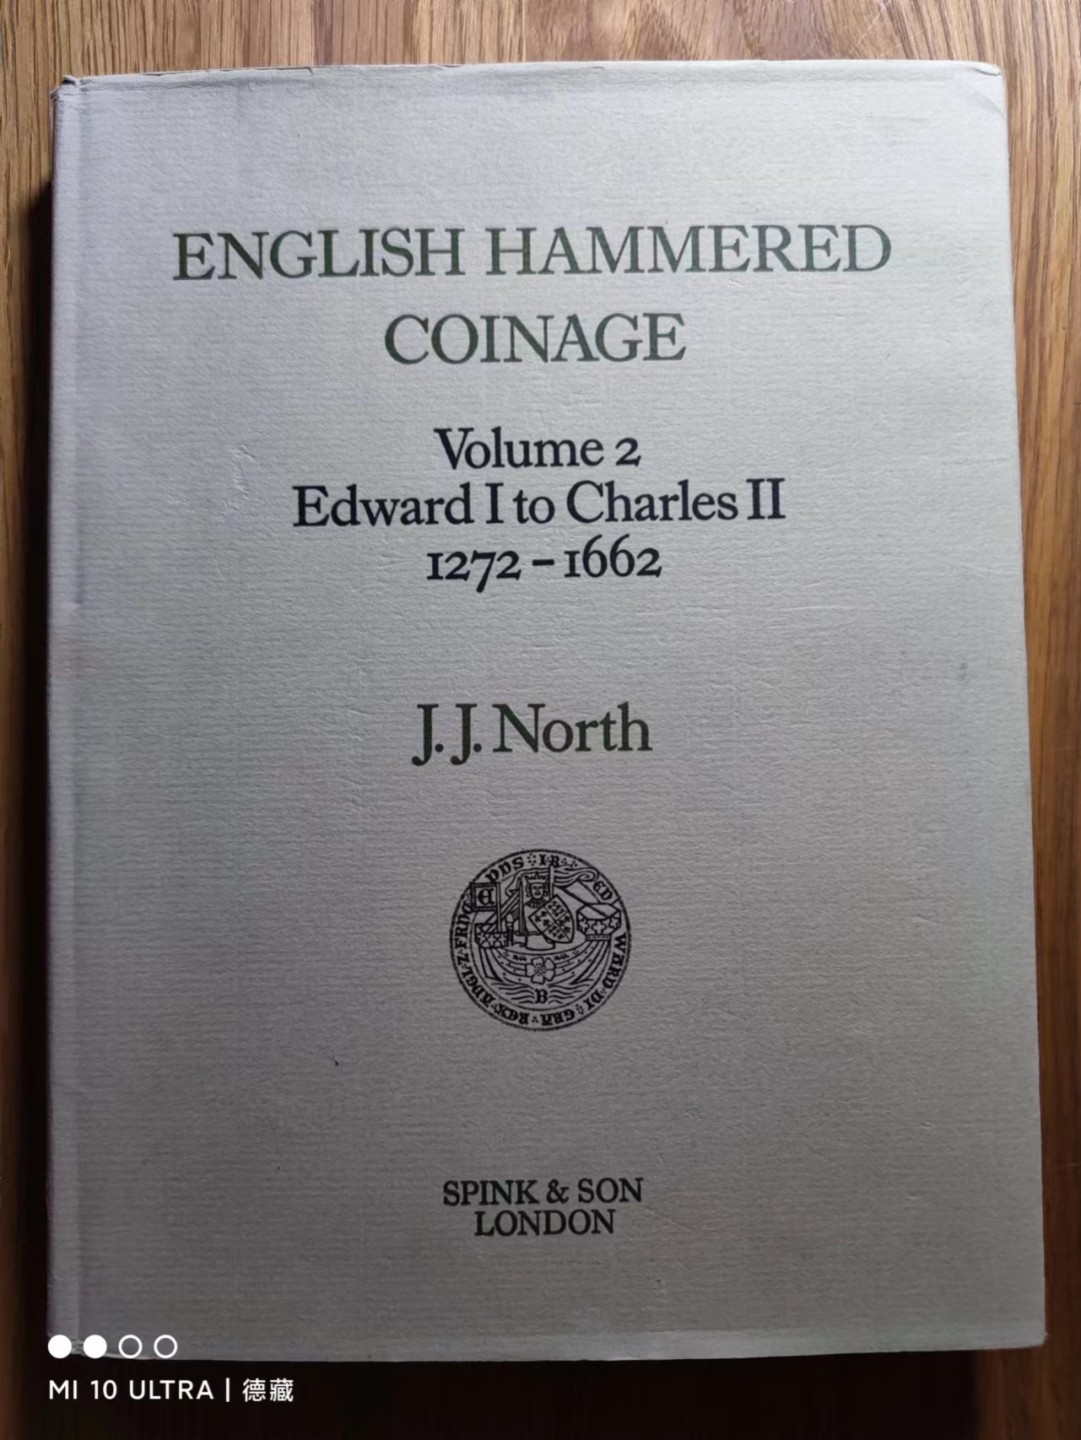 ENGLISH HAMMERED
COINAGE
Volume 2
Edward I to Charles II
1272 – 1662
J. J. North
SPINK & SON
LONDON
MI 10 ULTRA | 德藏